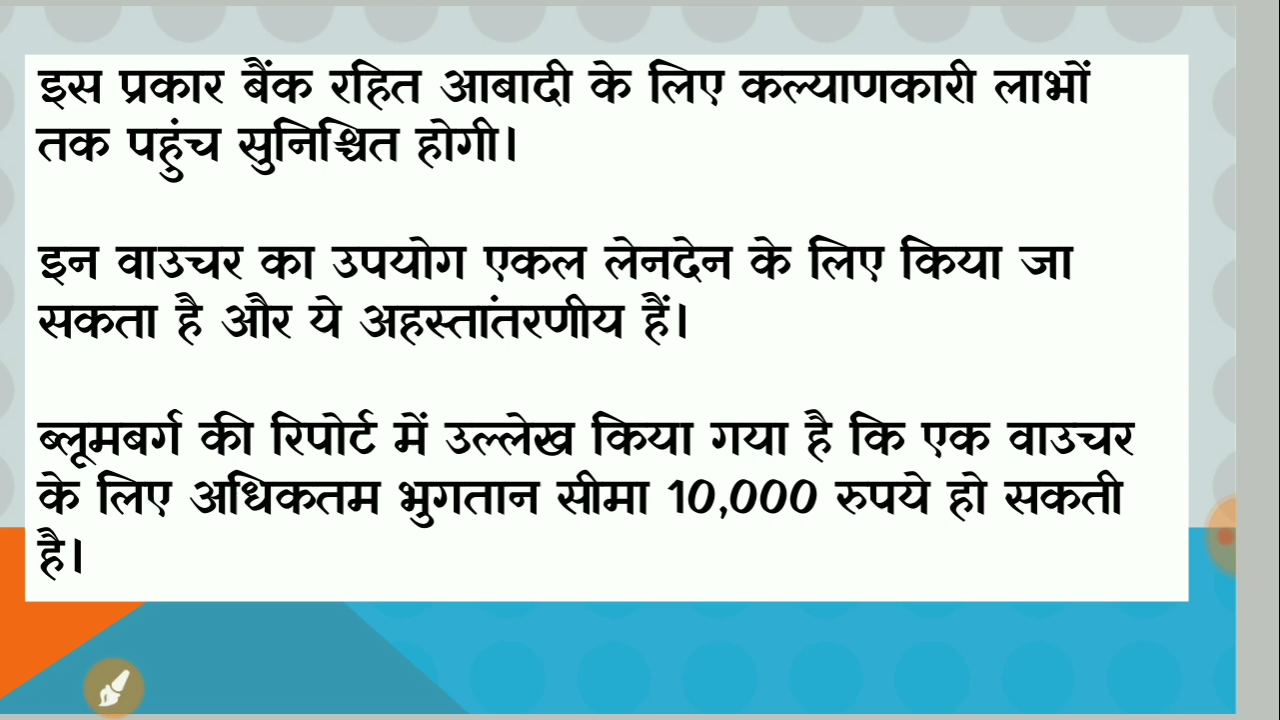 इस प्रकार बैंक रहित आबादी के लिए कल्याणकारी लाभों
तक पहुंच सुनिश्चित होगी।
इन वाउचर का उपयोग एकल लेनदेन के लिए किया जा
सकता है और ये अहस्तांतरणीय हैं।
ब्लूमबर्ग की रिपोर्ट में उल्लेख किया गया है कि एक वाउचर
के लिए अधिकतम भुगतान सीमा 10,000 रुपये हो सकती
है।